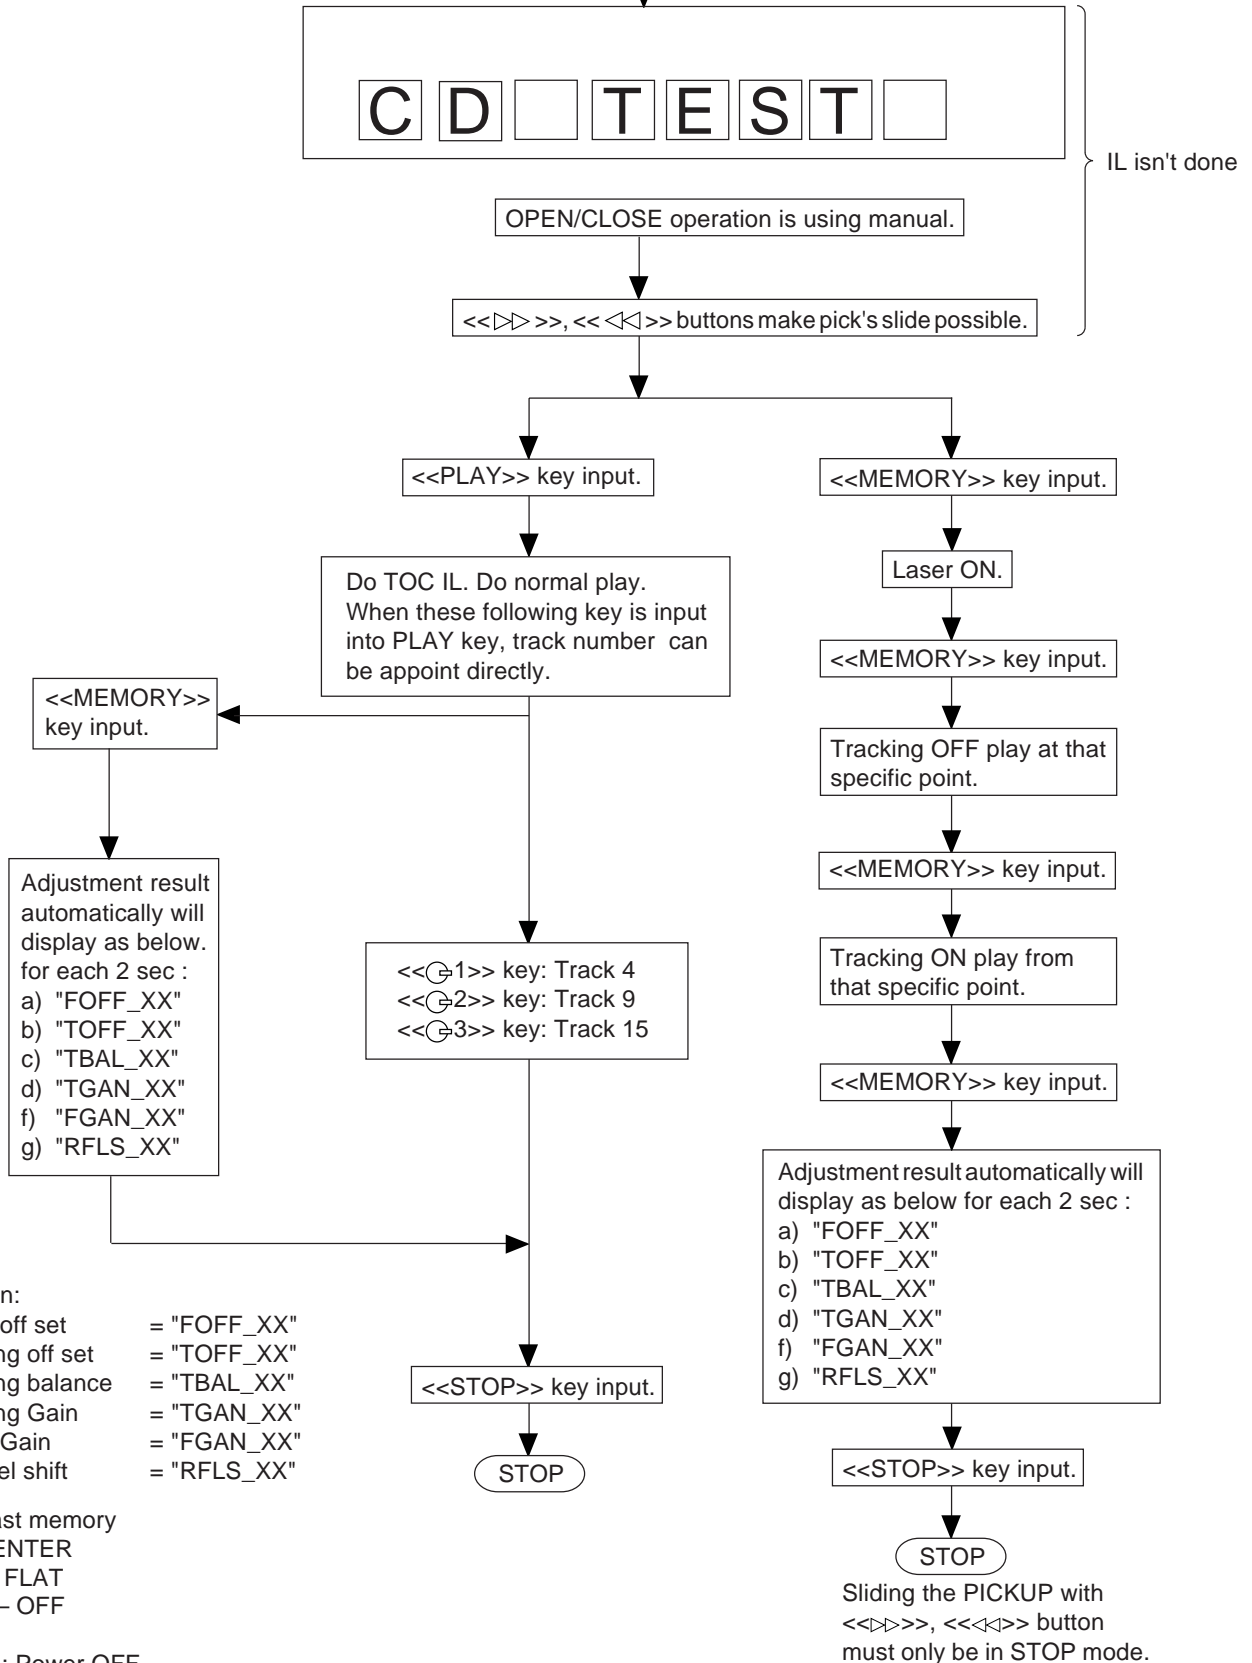 CD TEST
IL isn't done
OPEN/CLOSE operation is using manual.
<<▷▷>>, <<◁◁>> buttons make pick's slide possible.
<<PLAY>> key input.
<<MEMORY>> key input.
Do TOC IL. Do normal play.
When these following key is input
into PLAY key, track number can
be appoint directly.
Laser ON.
<<MEMORY>> key input.
<<MEMORY>>
key input.
Tracking OFF play at that
specific point.
<<MEMORY>> key input.
Adjustment result
automatically will
display as below.
for each 2 sec :
a) "FOFF_XX"
b) "TOFF_XX"
c) "TBAL_XX"
d) "TGAN_XX"
f) "FGAN_XX"
g) "RFLS_XX"
<<1>> key: Track 4
<<2>> key: Track 9
<<3>> key: Track 15
Tracking ON play from
that specific point.
<<MEMORY>> key input.
Adjustment result automatically will
display as below for each 2 sec :
a) "FOFF_XX"
b) "TOFF_XX"
c) "TBAL_XX"
d) "TGAN_XX"
f) "FGAN_XX"
g) "RFLS_XX"
n:
off set = "FOFF_XX"
ng off set = "TOFF_XX"
ng balance = "TBAL_XX"
ng Gain = "TGAN_XX"
Gain = "FGAN_XX"
el shift = "RFLS_XX"
ast memory
ENTER
FLAT
– OFF
: Power OFF
<<STOP>> key input.
STOP
<<STOP>> key input.
STOP
Sliding the PICKUP with
<<▷▷>>, <<◁◁>> button
must only be in STOP mode.